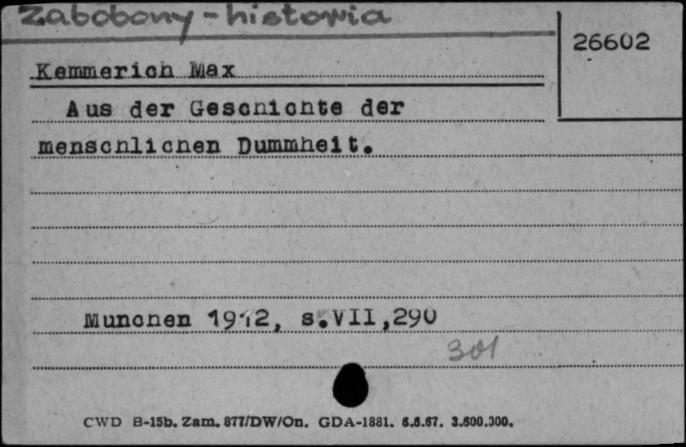 Zabobony - historia
26602
Kemmerich Max
Aus der Geschichte der
menschlichen Dummheit.
Munchen 1912, s.VII,290
301
CWD B-15b. Zam. 877/DW/On. GDA-1881. 6.6.67. 3.600.300.